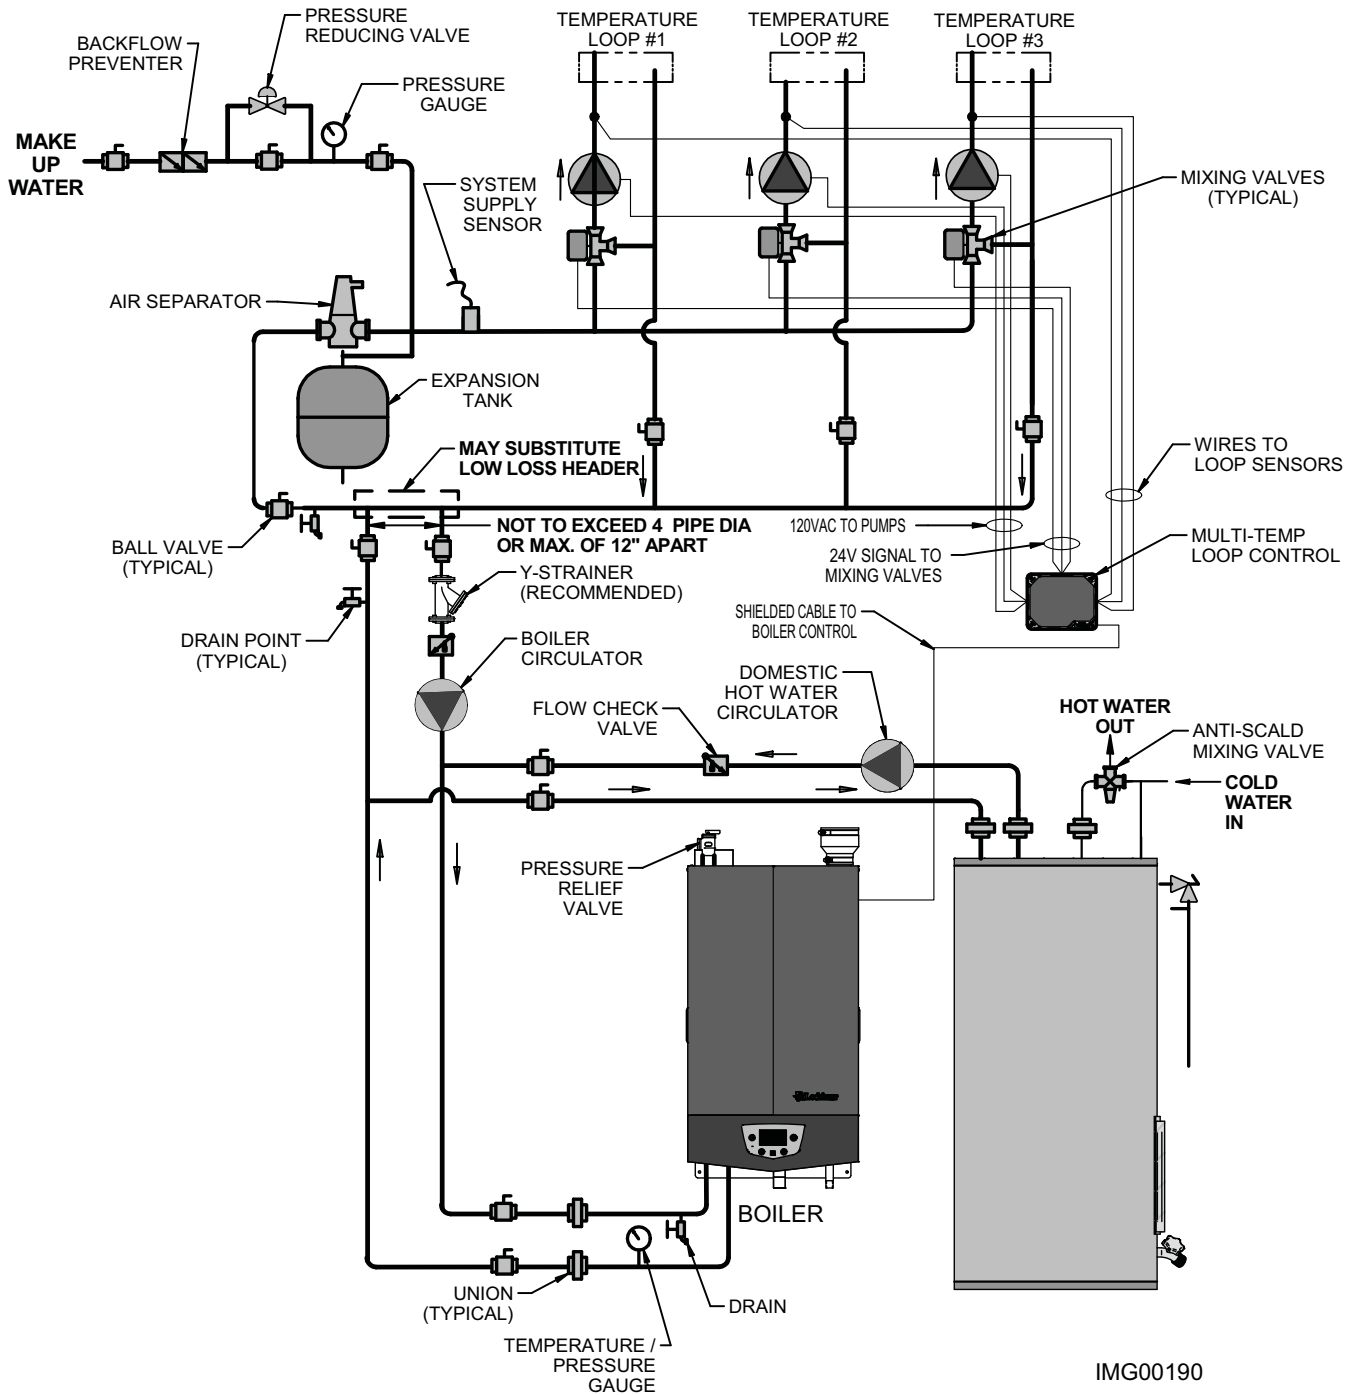 PRESSURE
REDUCING VALVE
BACKFLOW
PREVENTER
PRESSURE
GAUGE
MAKE
UP
WATER
TEMPERATURE
LOOP #1
TEMPERATURE
LOOP #2
TEMPERATURE
LOOP #3
SYSTEM
SUPPLY
SENSOR
MIXING VALVES
(TYPICAL)
AIR SEPARATOR
EXPANSION
TANK
MAY SUBSTITUTE
LOW LOSS HEADER
WIRES TO
LOOP SENSORS
NOT TO EXCEED 4 PIPE DIA
OR MAX. OF 12" APART
120VAC TO PUMPS
24V SIGNAL TO
MIXING VALVES
MULTI-TEMP
LOOP CONTROL
BALL VALVE
(TYPICAL)
Y-STRAINER
(RECOMMENDED)
SHIELDED CABLE TO
BOILER CONTROL
DRAIN POINT
(TYPICAL)
BOILER
CIRCULATOR
DOMESTIC
HOT WATER
CIRCULATOR
FLOW CHECK
VALVE
HOT WATER
OUT
ANTI-SCALD
MIXING VALVE
COLD
WATER
IN
PRESSURE
RELIEF
VALVE
Lochinvar
BOILER
UNION
(TYPICAL)
DRAIN
TEMPERATURE /
PRESSURE
GAUGE
IMG00190